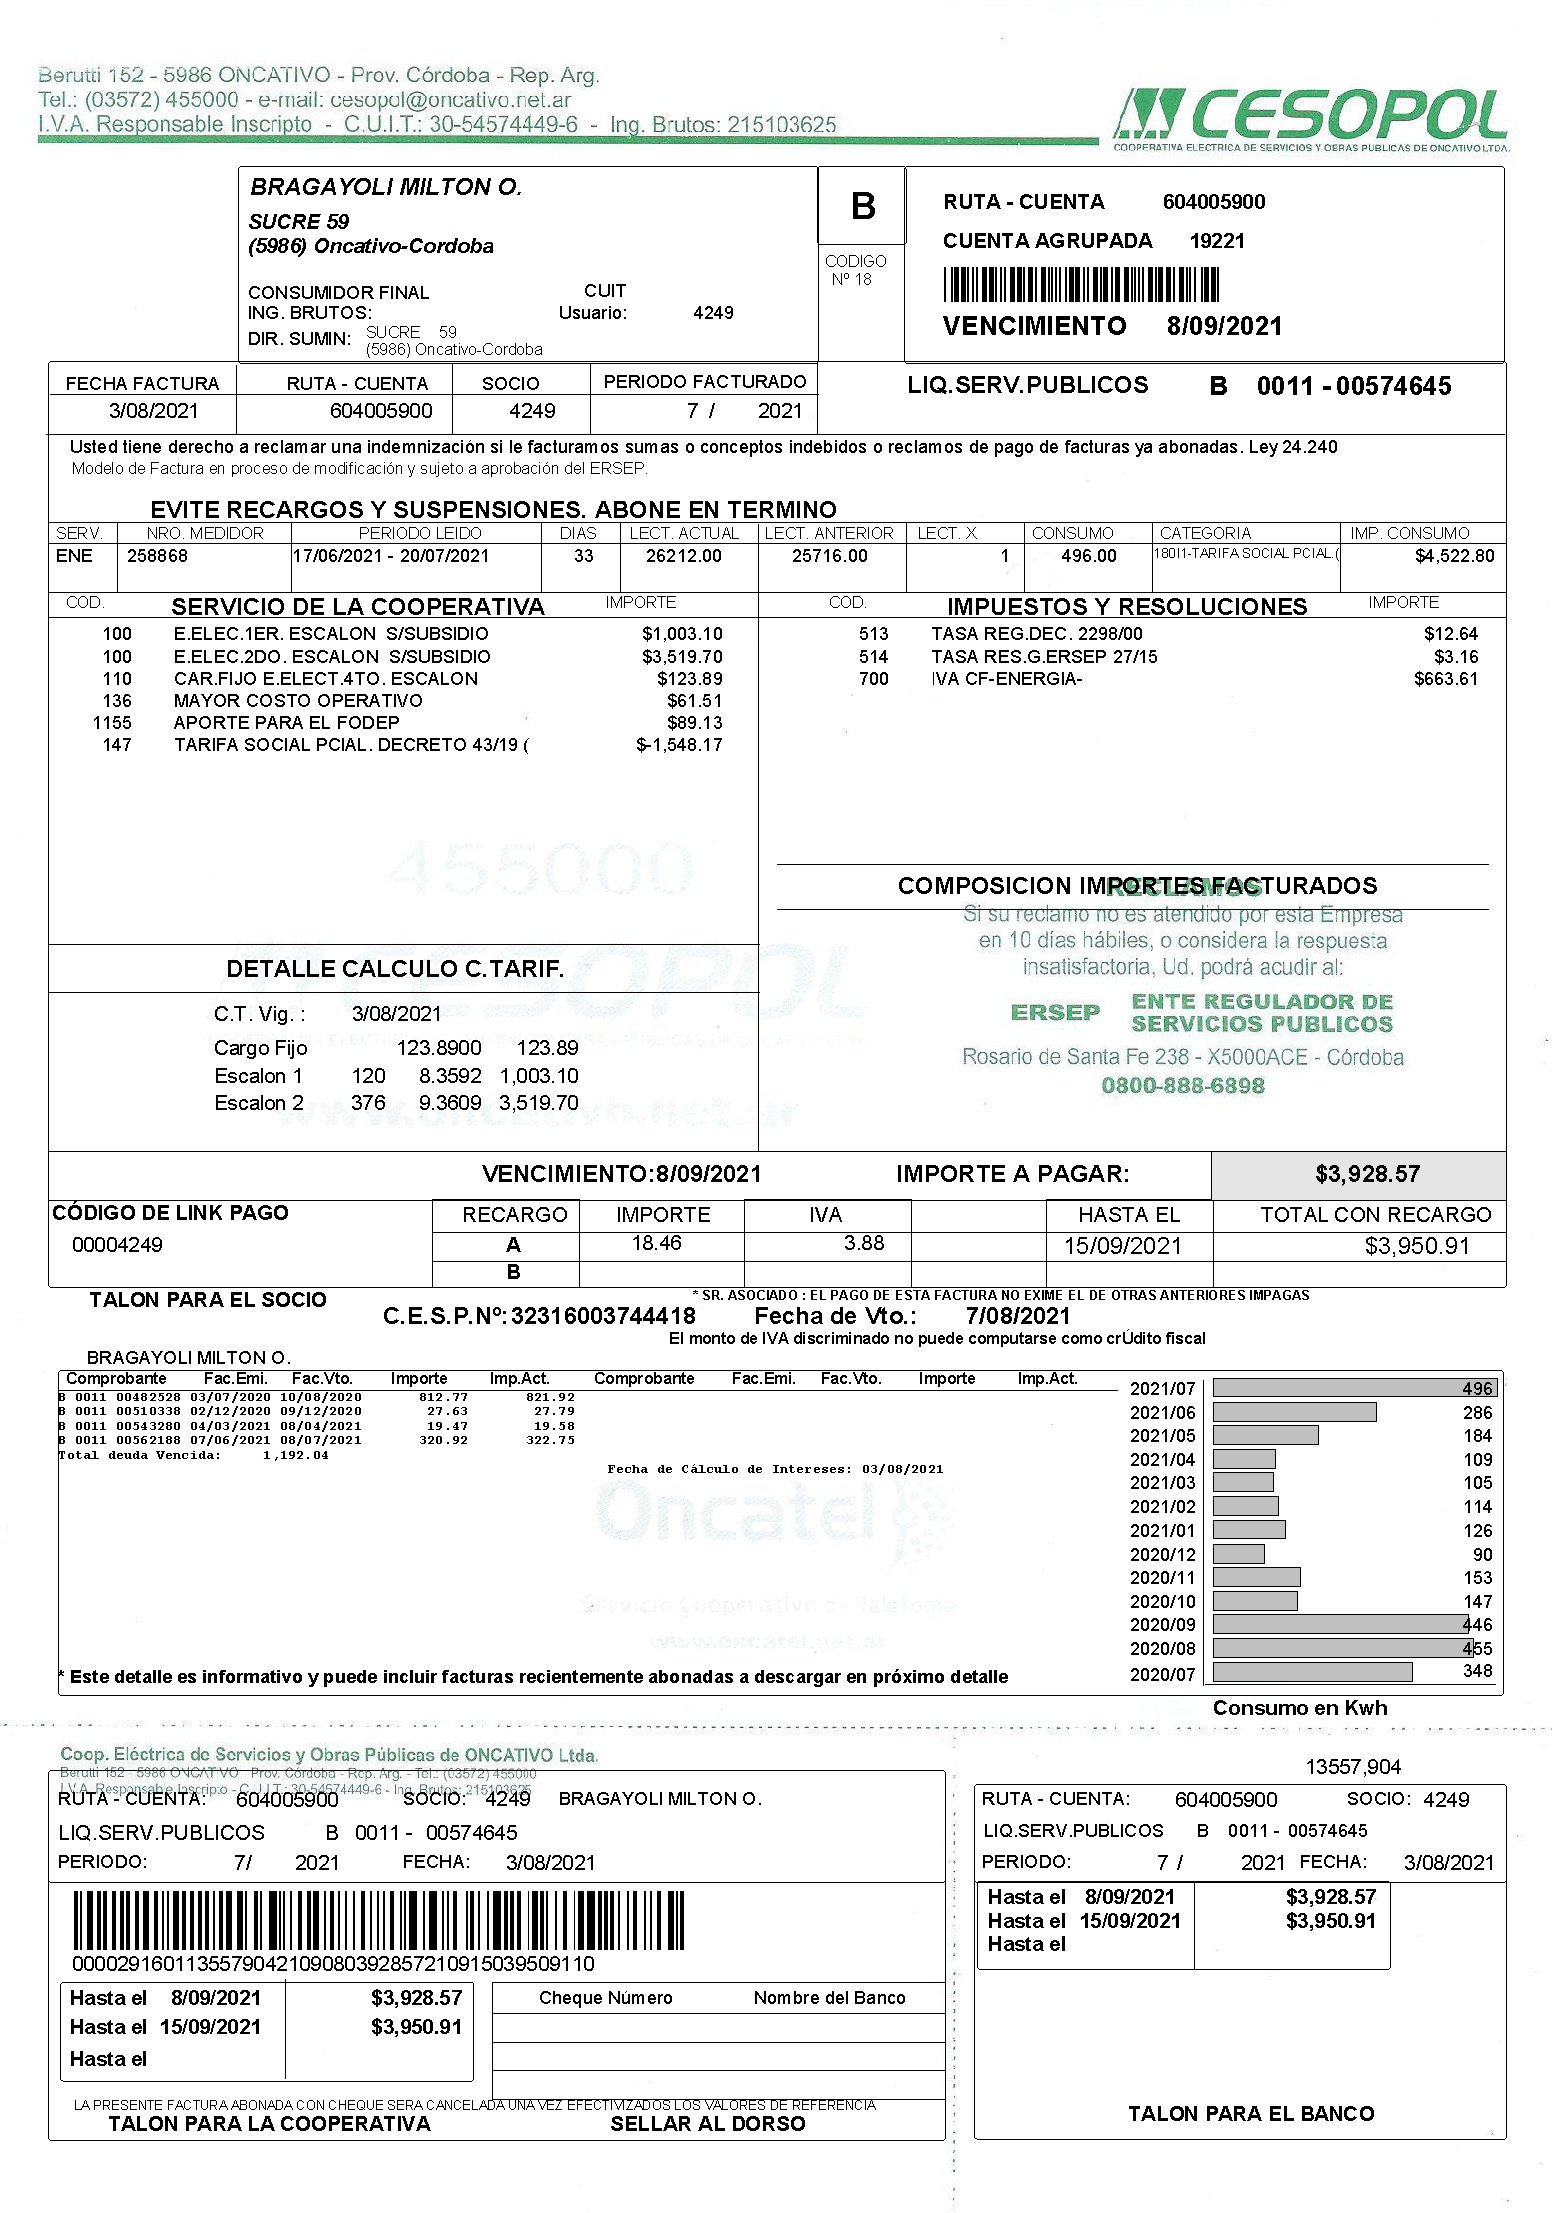 Berutti 152 - 5986 ONCATIVO - Prov. Córdoba - Rep. Arg.
Tel.: (03572) 455000 - e-mail: cesopol@oncativo.net.ar
I.V.A. Responsable Inscripto - C.U.I.T.: 30-54574449-6 - Ing. Brutos: 215103625
CESOPOL
COOPERATIVA ELECTRICA DE SERVICIOS Y OBRAS PUBLICAS DE ONCATIVO LTDA.
BRAGAYOLI MILTON O.
SUCRE 59
(5986) Oncativo-Cordoba
CONSUMIDOR FINAL CUIT
ING. BRUTOS: Usuario: 4249
DIR. SUMIN: SUCRE 59
(5986) Oncativo-Cordoba
B
CODIGO
Nº 18
RUTA - CUENTA 604005900
CUENTA AGRUPADA 19221
VENCIMIENTO 8/09/2021
FECHA FACTURA RUTA - CUENTA SOCIO PERIODO FACTURADO
3/08/2021 604005900 4249 7 / 2021
LIQ.SERV.PUBLICOS B 0011 - 00574645
Usted tiene derecho a reclamar una indemnización si le facturamos sumas o conceptos indebidos o reclamos de pago de facturas ya abonadas. Ley 24.240
Modelo de Factura en proceso de modificación y sujeto a aprobación del ERSEP.
EVITE RECARGOS Y SUSPENSIONES. ABONE EN TERMINO
SERV. NRO. MEDIDOR PERIODO LEIDO DIAS LECT. ACTUAL LECT. ANTERIOR LECT. X CONSUMO CATEGORIA IMP. CONSUMO
ENE 258868 17/06/2021 - 20/07/2021 33 26212.00 25716.00 1 496.00 180I1-TARIFA SOCIAL PCIAL.( $4,522.80
COD. SERVICIO DE LA COOPERATIVA IMPORTE
100 E.ELEC.1ER. ESCALON S/SUBSIDIO $1,003.10
100 E.ELEC.2DO. ESCALON S/SUBSIDIO $3,519.70
110 CAR.FIJO E.ELECT.4TO. ESCALON $123.89
136 MAYOR COSTO OPERATIVO $61.51
1155 APORTE PARA EL FODEP $89.13
147 TARIFA SOCIAL PCIAL. DECRETO 43/19 ( $-1,548.17
COD. IMPUESTOS Y RESOLUCIONES IMPORTE
513 TASA REG.DEC. 2298/00 $12.64
514 TASA RES.G.ERSEP 27/15 $3.16
700 IVA CF-ENERGIA- $663.61
455000
CESOPOL
www.oncativo.net.ar
COMPOSICION IMPORTES FACTURADOS
RECLAMOS
Si su reclamo no es atendido por esta Empresa
en 10 días hábiles, o considera la respuesta
insatisfactoria, Ud. podrá acudir al:
ERSEP ENTE REGULADOR DE
SERVICIOS PUBLICOS
Rosario de Santa Fe 238 - X5000ACE - Córdoba
0800-888-6898
DETALLE CALCULO C.TARIF.
C.T. Vig. : 3/08/2021
Cargo Fijo 123.8900 123.89
Escalon 1 120 8.3592 1,003.10
Escalon 2 376 9.3609 3,519.70
VENCIMIENTO:8/09/2021 IMPORTE A PAGAR: $3,928.57
CÓDIGO DE LINK PAGO RECARGO IMPORTE IVA HASTA EL TOTAL CON RECARGO
00004249 A 18.46 3.88 15/09/2021 $3,950.91
B
TALON PARA EL SOCIO
* SR. ASOCIADO : EL PAGO DE ESTA FACTURA NO EXIME EL DE OTRAS ANTERIORES IMPAGAS
C.E.S.P.Nº: 32316003744418 Fecha de Vto.: 7/08/2021
El monto de IVA discriminado no puede computarse como crÚdito fiscal
BRAGAYOLI MILTON O.
Comprobante Fac.Emi. Fac.Vto. Importe Imp.Act. Comprobante Fac.Emi. Fac.Vto. Importe Imp.Act.
B 0011 00482528 03/07/2020 10/08/2020 812.77 821.92
B 0011 00510338 02/12/2020 09/12/2020 27.63 27.79
B 0011 00543280 04/03/2021 08/04/2021 19.47 19.58
B 0011 00562188 07/06/2021 08/07/2021 320.92 322.75
Total deuda Vencida: 1,192.04
Fecha de Cálculo de Intereses: 03/08/2021
Oncatel
Servicio Cooperativo de Telefonía
www.oncatel.net.ar
* Este detalle es informativo y puede incluir facturas recientemente abonadas a descargar en próximo detalle
2021/07 496
2021/06 286
2021/05 184
2021/04 109
2021/03 105
2021/02 114
2021/01 126
2020/12 90
2020/11 153
2020/10 147
2020/09 446
2020/08 455
2020/07 348
Consumo en Kwh
Coop. Eléctrica de Servicios y Obras Públicas de ONCATIVO Ltda.
Berutti 152 - 5986 ONCATIVO - Prov. Córdoba - Rep. Arg. - Tel.: (03572) 455000
I.V.A. Responsable Inscripto - C.U.I.T.: 30-54574449-6 - Ing. Brutos: 215103625
RUTA - CUENTA: 604005900 SOCIO: 4249 BRAGAYOLI MILTON O.
LIQ.SERV.PUBLICOS B 0011 - 00574645
PERIODO: 7/ 2021 FECHA: 3/08/2021
0000291601135579042109080392857210915039509110
Hasta el 8/09/2021 $3,928.57
Hasta el 15/09/2021 $3,950.91
Hasta el
Cheque Número Nombre del Banco
LA PRESENTE FACTURA ABONADA CON CHEQUE SERA CANCELADA UNA VEZ EFECTIVIZADOS LOS VALORES DE REFERENCIA
TALON PARA LA COOPERATIVA SELLAR AL DORSO
13557,904
RUTA - CUENTA: 604005900 SOCIO: 4249
LIQ.SERV.PUBLICOS B 0011 - 00574645
PERIODO: 7 / 2021 FECHA: 3/08/2021
Hasta el 8/09/2021 $3,928.57
Hasta el 15/09/2021 $3,950.91
Hasta el
TALON PARA EL BANCO